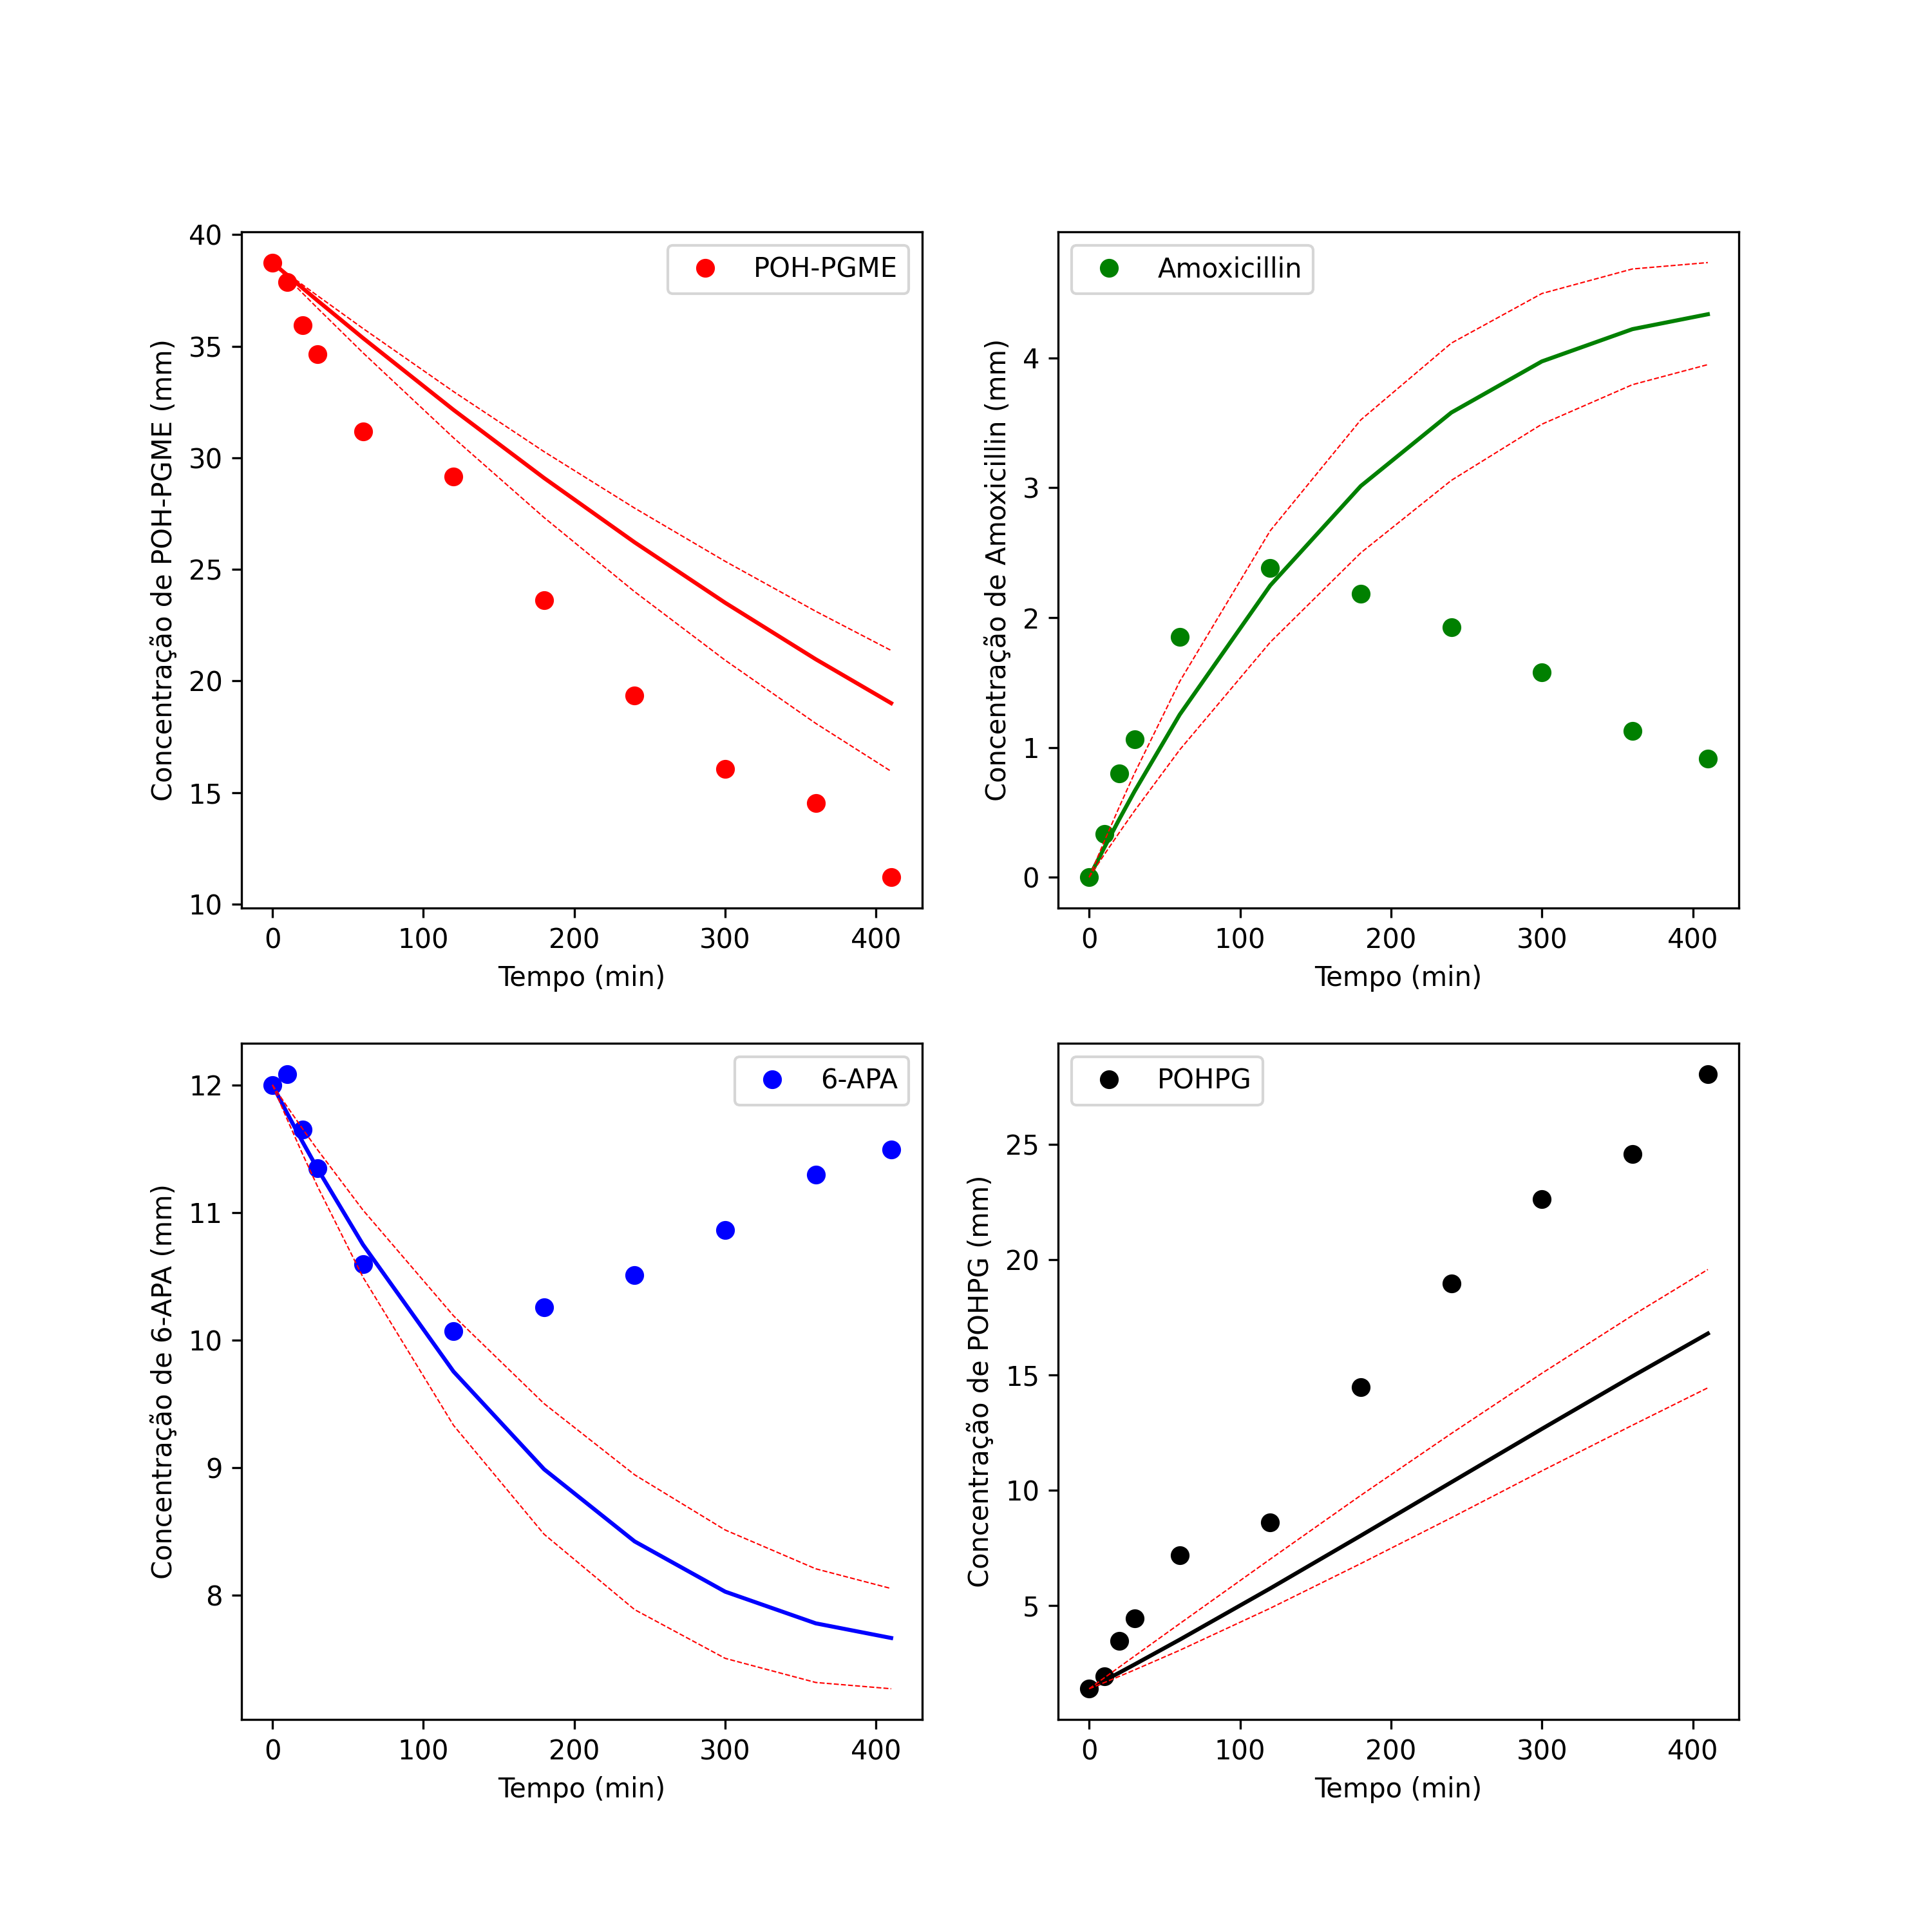 POH-PGME
Concentração de POH-PGME (mm)
40
35
30
25
20
15
10
0 100 200 300 400
Tempo (min)
Amoxicillin
Concentração de Amoxicillin (mm)
4
3
2
1
0
0 100 200 300 400
Tempo (min)
6-APA
Concentração de 6-APA (mm)
12
11
10
9
8
0 100 200 300 400
Tempo (min)
POHPG
Concentração de POHPG (mm)
25
20
15
10
5
0 100 200 300 400
Tempo (min)